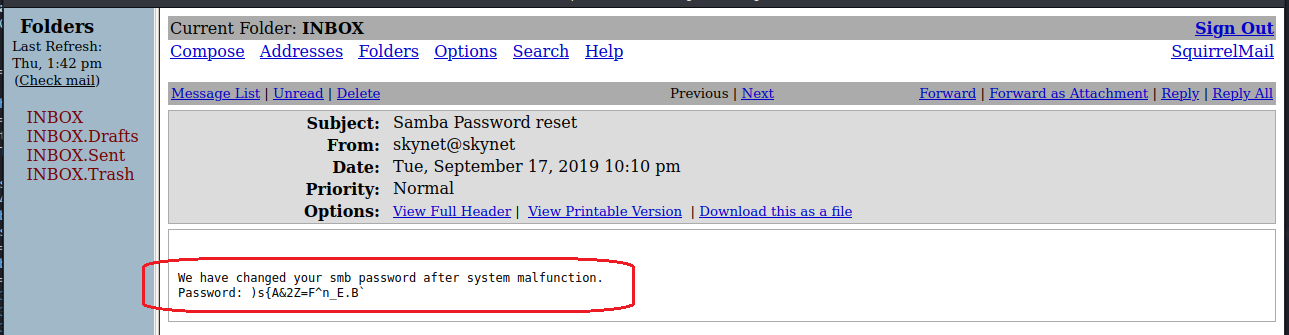 Folders
Last Refresh:
Thu, 1:42 pm
(Check mail)
INBOX
INBOX.Drafts
INBOX.Sent
INBOX.Trash
Current Folder: INBOX Sign Out
Compose Addresses Folders Options Search Help SquirrelMail
Message List | Unread | Delete Previous | Next Forward | Forward as Attachment | Reply | Reply All
Subject: Samba Password reset
From: skynet@skynet
Date: Tue, September 17, 2019 10:10 pm
Priority: Normal
Options: View Full Header | View Printable Version | Download this as a file
We have changed your smb password after system malfunction.
Password: )s{A&2Z=F^n_E.B`